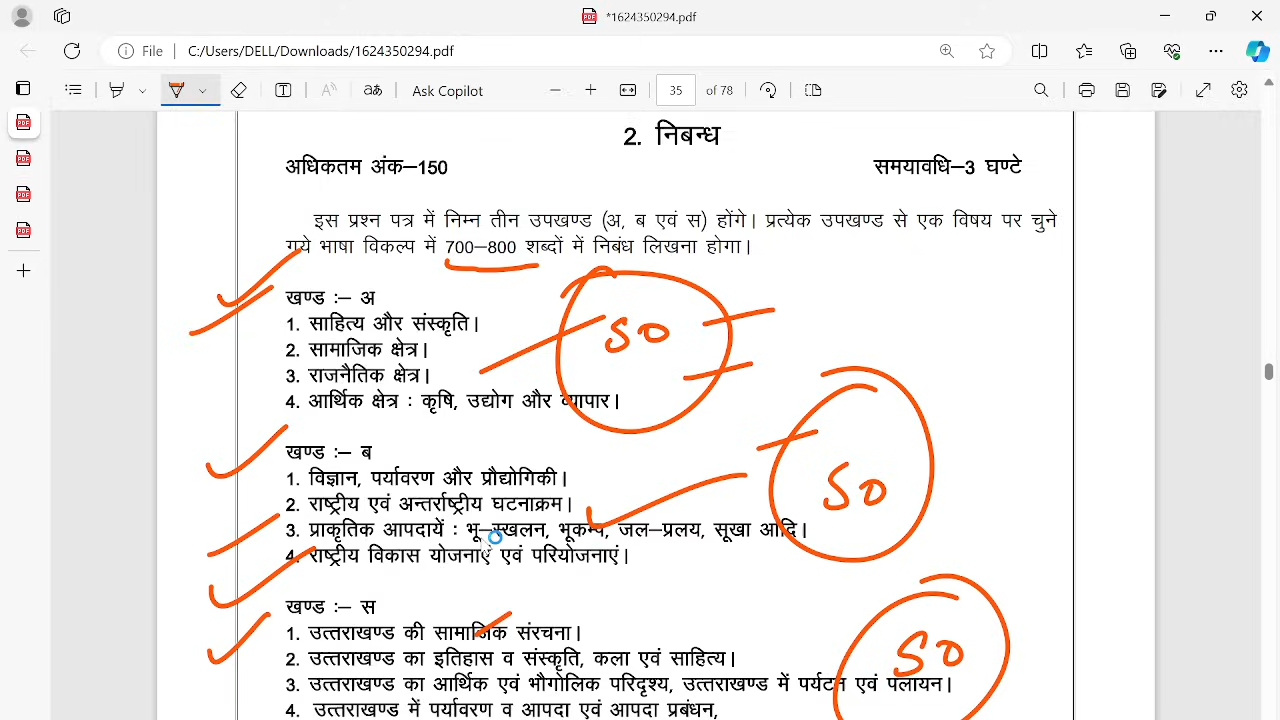 *1624350294.pdf
File C:/Users/DELL/Downloads/1624350294.pdf
Ask Copilot 35 of 78
2. निबन्ध
अधिकतम अंक–150 समयावधि–3 घण्टे
इस प्रश्न पत्र में निम्न तीन उपखण्ड (अ, ब एवं स) होंगे। प्रत्येक उपखण्ड से एक विषय पर चुने
गये भाषा विकल्प में 700–800 शब्दों में निबंध लिखना होगा।
खण्ड :– अ
1. साहित्य और संस्कृति।
50
2. सामाजिक क्षेत्र।
3. राजनैतिक क्षेत्र।
4. आर्थिक क्षेत्र : कृषि, उद्योग और व्यापार।
खण्ड :– ब
1. विज्ञान, पर्यावरण और प्रौद्योगिकी।
50
2. राष्ट्रीय एवं अन्तर्राष्ट्रीय घटनाक्रम।
3. प्राकृतिक आपदायें : भू–स्खलन, भूकम्प, जल–प्रलय, सूखा आदि।
4. राष्ट्रीय विकास योजनाएं एवं परियोजनाएं।
खण्ड :– स
1. उत्तराखण्ड की सामाजिक संरचना।
50
2. उत्तराखण्ड का इतिहास व संस्कृति, कला एवं साहित्य।
3. उत्तराखण्ड का आर्थिक एवं भौगोलिक परिदृश्य, उत्तराखण्ड में पर्यटन एवं पलायन।
4. उत्तराखण्ड में पर्यावरण व आपदा एवं आपदा प्रबंधन,